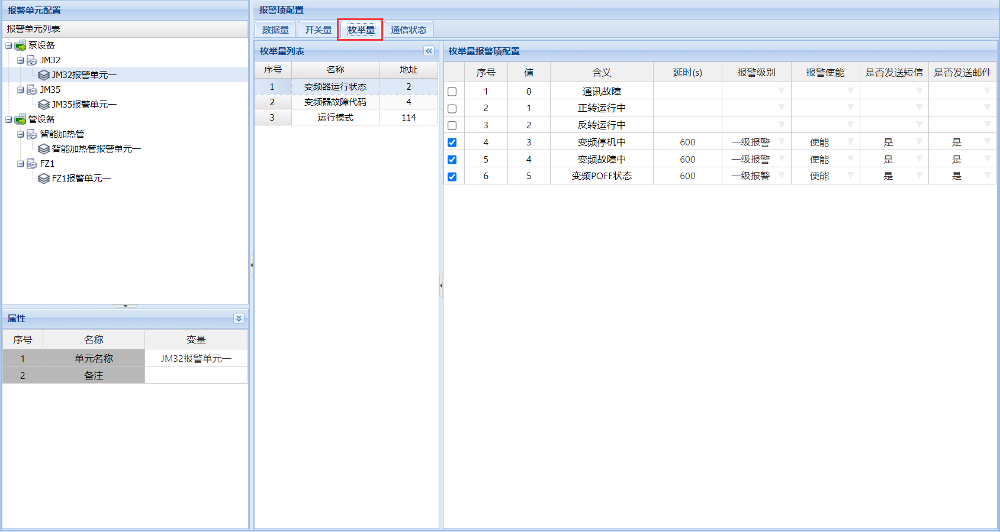 报警单元配置
报警单元列表
泵设备
JM32
JM32报警单元一
JM35
JM35报警单元一
管设备
智能加热管
智能加热管报警单元一
FZ1
FZ1报警单元一
属性
序号 名称 变量
1 单元名称 JM32报警单元一
2 备注
报警项配置
数据量 开关量 枚举量 通信状态
枚举量列表
序号 名称 地址
1 变频器运行状态 2
2 变频器故障代码 4
3 运行模式 114
枚举量报警项配置
序号 值 含义 延时(s) 报警级别 报警使能 是否发送短信 是否发送邮件
1 0 通讯故障
2 1 正转运行中
3 2 反转运行中
4 3 变频停机中 600 一级报警 使能 是 是
5 4 变频故障中 600 一级报警 使能 是 是
6 5 变频POFF状态 600 一级报警 使能 是 是